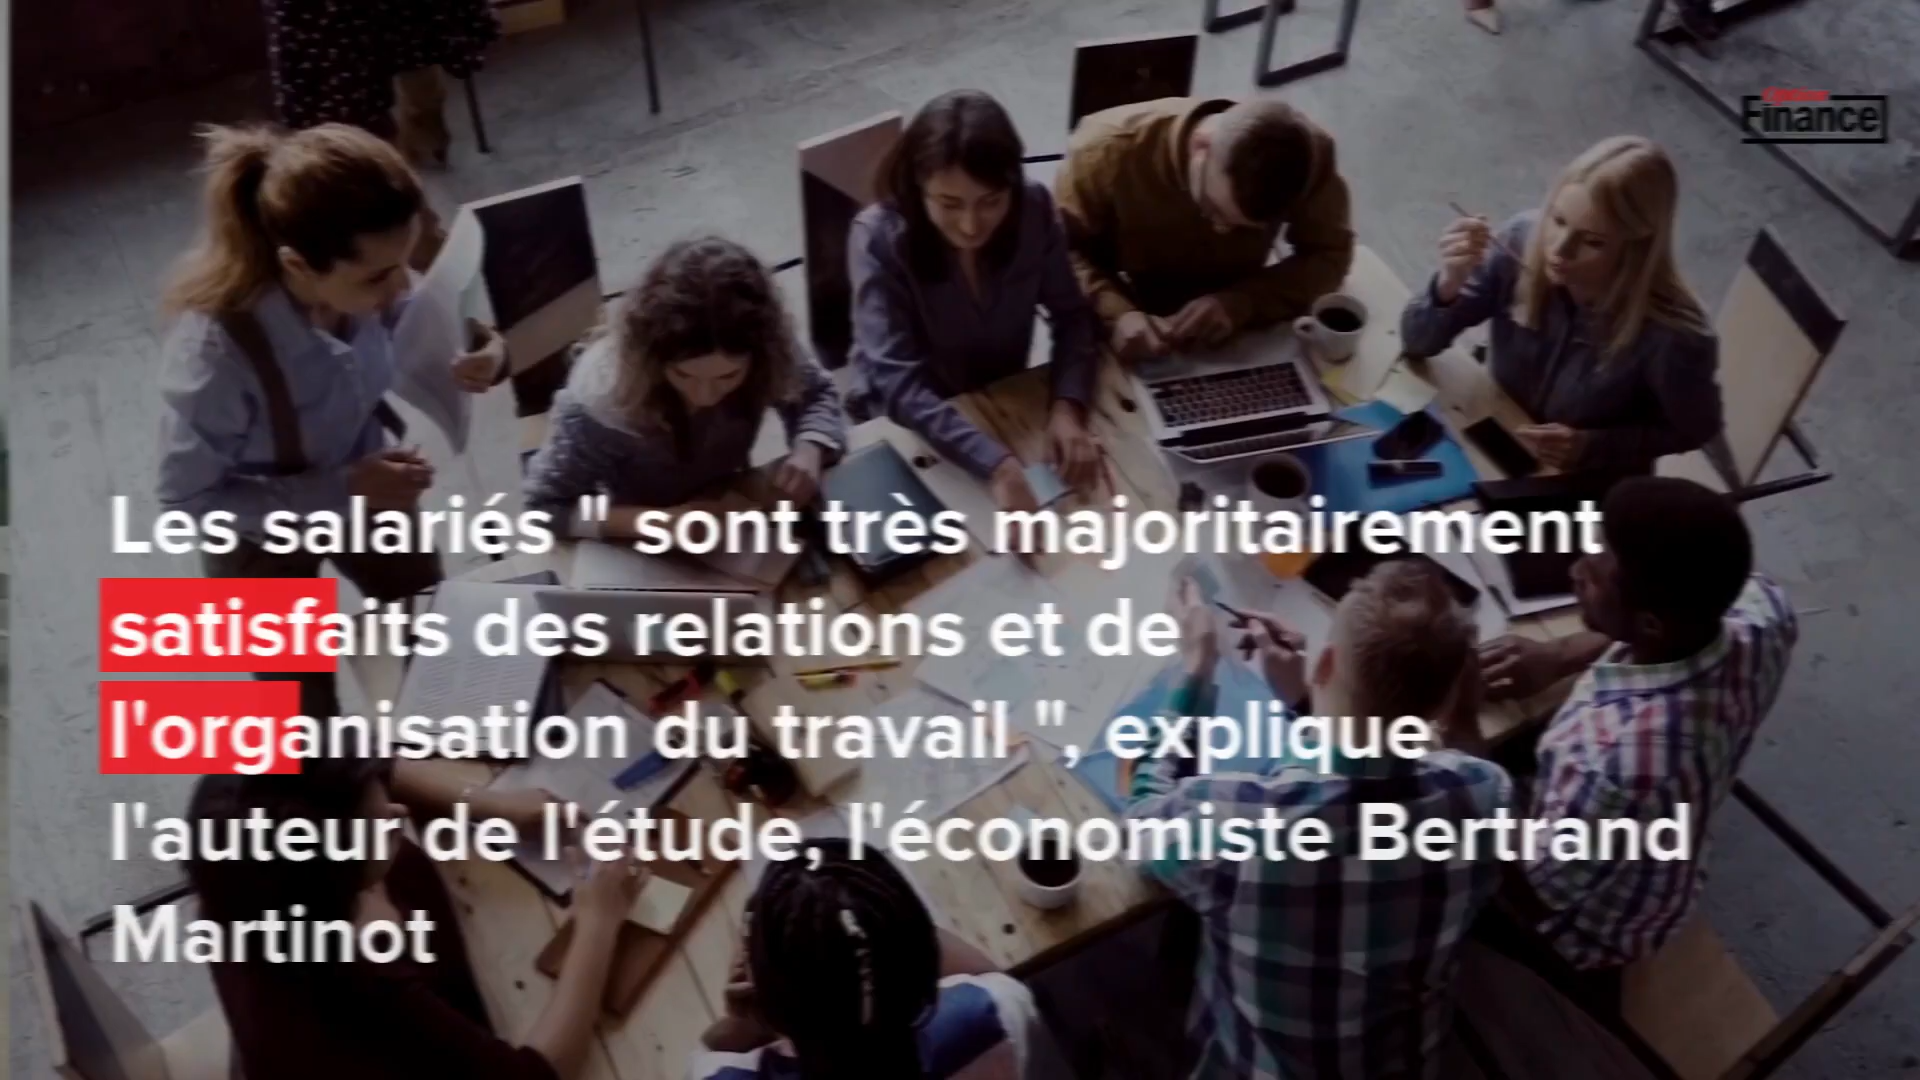 Finance
Les salariés " sont très majoritairement
satisfaits des relations et de
l'organisation du travail ", explique
l'auteur de l'étude, l'économiste Bertrand
Martinot